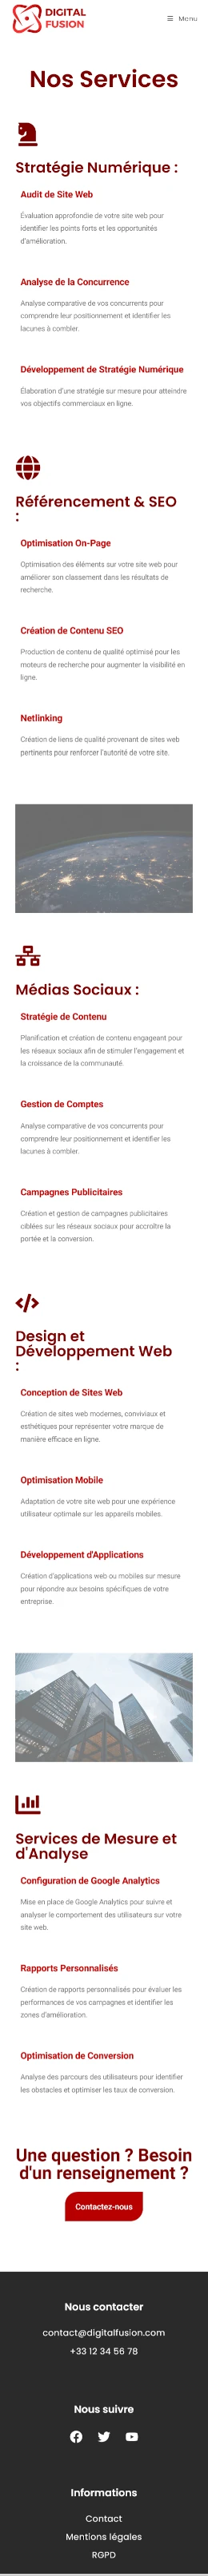 DIGITAL
FUSION
Menu
Nos Services
Stratégie Numérique :
Audit de Site Web
Évaluation approfondie de votre site web pour
identifier les points forts et les opportunités
d'amélioration.
Analyse de la Concurrence
Analyse comparative de vos concurrents pour
comprendre leur positionnement et identifier les
lacunes à combler.
Développement de Stratégie Numérique
Élaboration d'une stratégie sur mesure pour atteindre
vos objectifs commerciaux en ligne.
Référencement & SEO
:
Optimisation On-Page
Optimisation des éléments sur votre site web pour
améliorer son classement dans les résultats de
recherche.
Création de Contenu SEO
Production de contenu de qualité optimisé pour les
moteurs de recherche pour augmenter la visibilité en
ligne.
Netlinking
Création de liens de qualité provenant de sites web
pertinents pour renforcer l'autorité de votre site.
Médias Sociaux :
Stratégie de Contenu
Planification et création de contenu engageant pour
les réseaux sociaux afin de stimuler l'engagement et
la croissance de la communauté.
Gestion de Comptes
Analyse comparative de vos concurrents pour
comprendre leur positionnement et identifier les
lacunes à combler.
Campagnes Publicitaires
Création et gestion de campagnes publicitaires
ciblées sur les réseaux sociaux pour accroître la
portée et la conversion.
Design et
Développement Web
:
Conception de Sites Web
Création de sites web modernes, conviviaux et
esthétiques pour représenter votre marque de
manière efficace en ligne.
Optimisation Mobile
Adaptation de votre site web pour une expérience
utilisateur optimale sur les appareils mobiles.
Développement d'Applications
Création d'applications web ou mobiles sur mesure
pour répondre aux besoins spécifiques de votre
entreprise.
Services de Mesure et
d'Analyse
Configuration de Google Analytics
Mise en place de Google Analytics pour suivre et
analyser le comportement des utilisateurs sur votre
site web.
Rapports Personnalisés
Création de rapports personnalisés pour évaluer les
performances de vos campagnes et identifier les
zones d'amélioration.
Optimisation de Conversion
Analyse des parcours des utilisateurs pour identifier
les obstacles et optimiser les taux de conversion.
Une question ? Besoin
d'un renseignement ?
Contactez-nous
Nous contacter
contact@digitalfusion.com
+33 12 34 56 78
Nous suivre
Informations
Contact
Mentions légales
RGPD